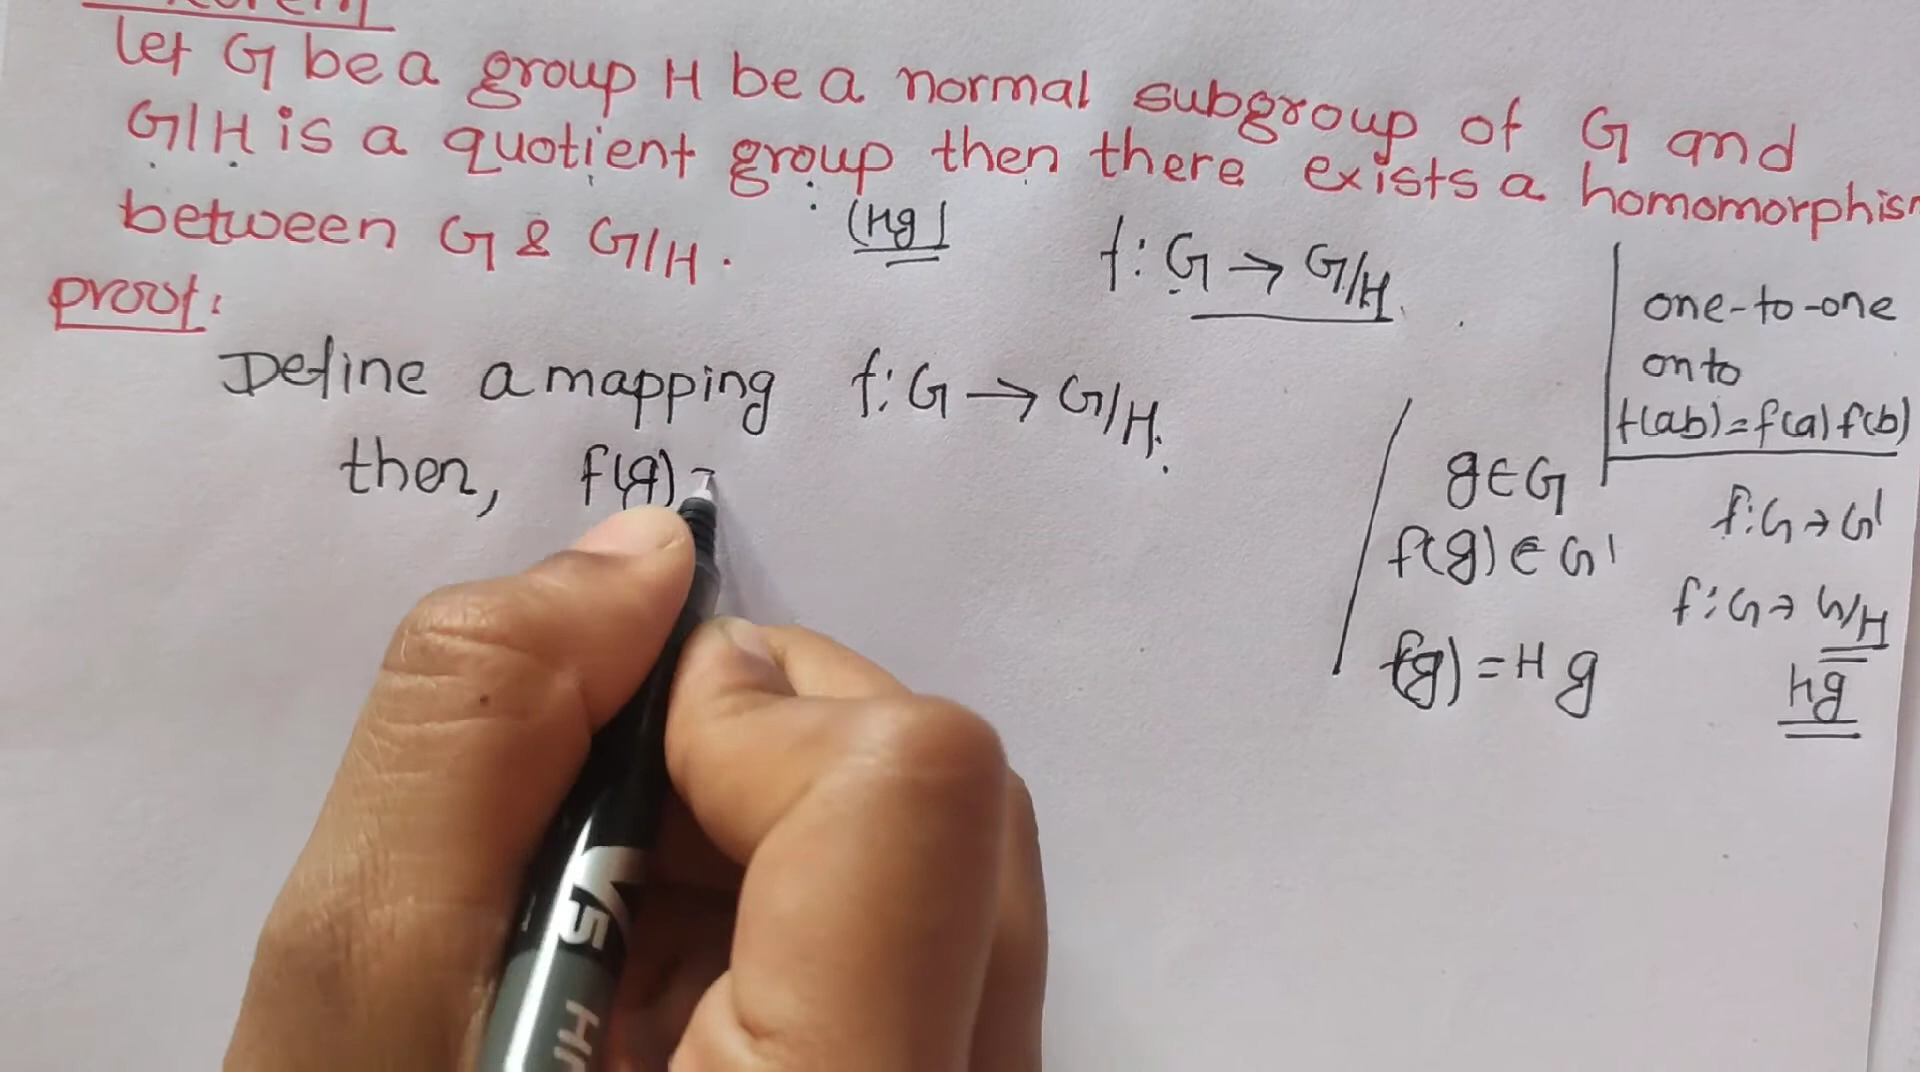 Let G be a group H be a normal subgroup of G and
G/H is a quotient group then there exists a homomorphism
between G & G/H.
(Hg)
f: G → G/H
proof:
Define a mapping f: G → G/H.
then, f(g) =
one-to-one
onto
f(ab) = f(a) f(b)
g∈G
f(g) ∈ G'
f(g) = Hg
f: G → G'
f: G → G/H
Hg
V5